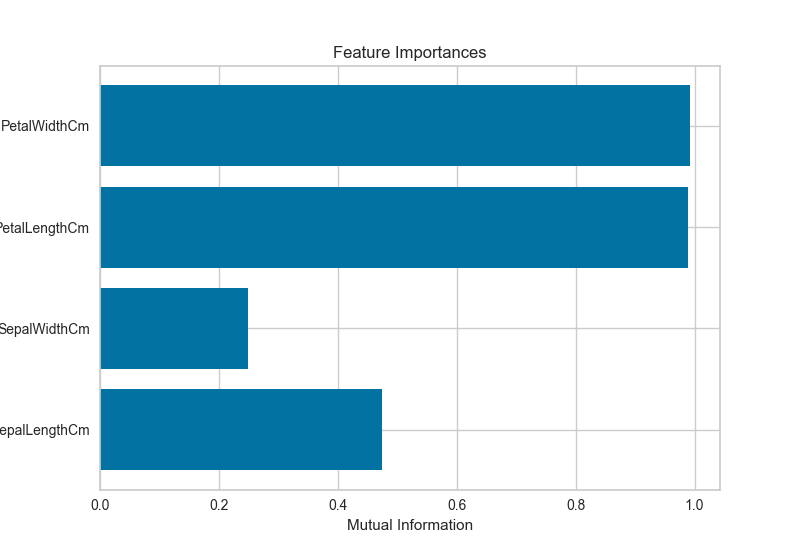 Feature Importances
PetalWidthCm
PetalLengthCm
SepalWidthCm
epalLengthCm
0.0 0.2 0.4 0.6 0.8 1.0
Mutual Information